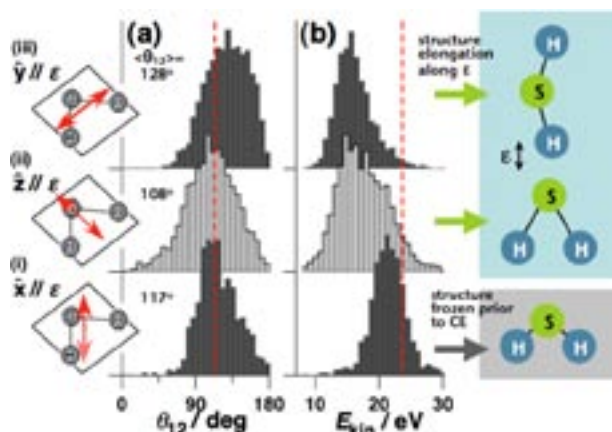 (iii)
ŷ // ε
(a)
<θ₁₂>=
128°
(b)
structure
elongation
along ε
H
S
H
ε
(ii)
ẑ // ε
108°
S
H H
(i)
x̂ // ε
117°
structure
frozen prior
to CE
S
H H
0 90 180
θ₁₂ / deg
10 20 30
E_kin / eV